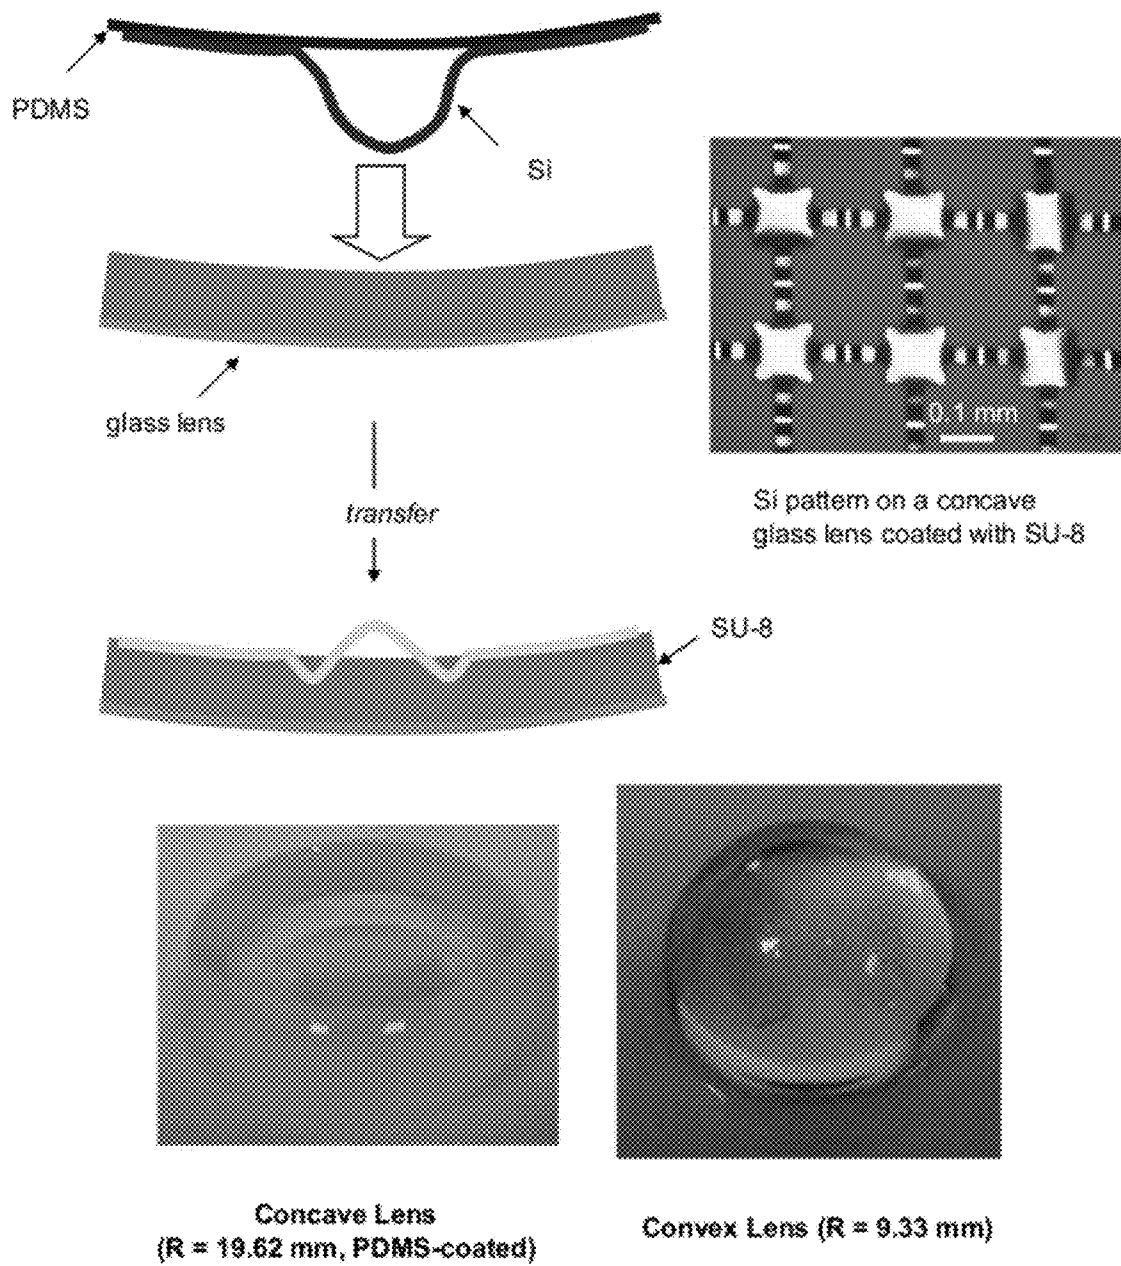 PDMS
Si
glass lens
0.1 mm
Si pattern on a concave
glass lens coated with SU-8
transfer
SU-8
Concave Lens
(R = 19.62 mm, PDMS-coated)
Convex Lens (R = 9.33 mm)